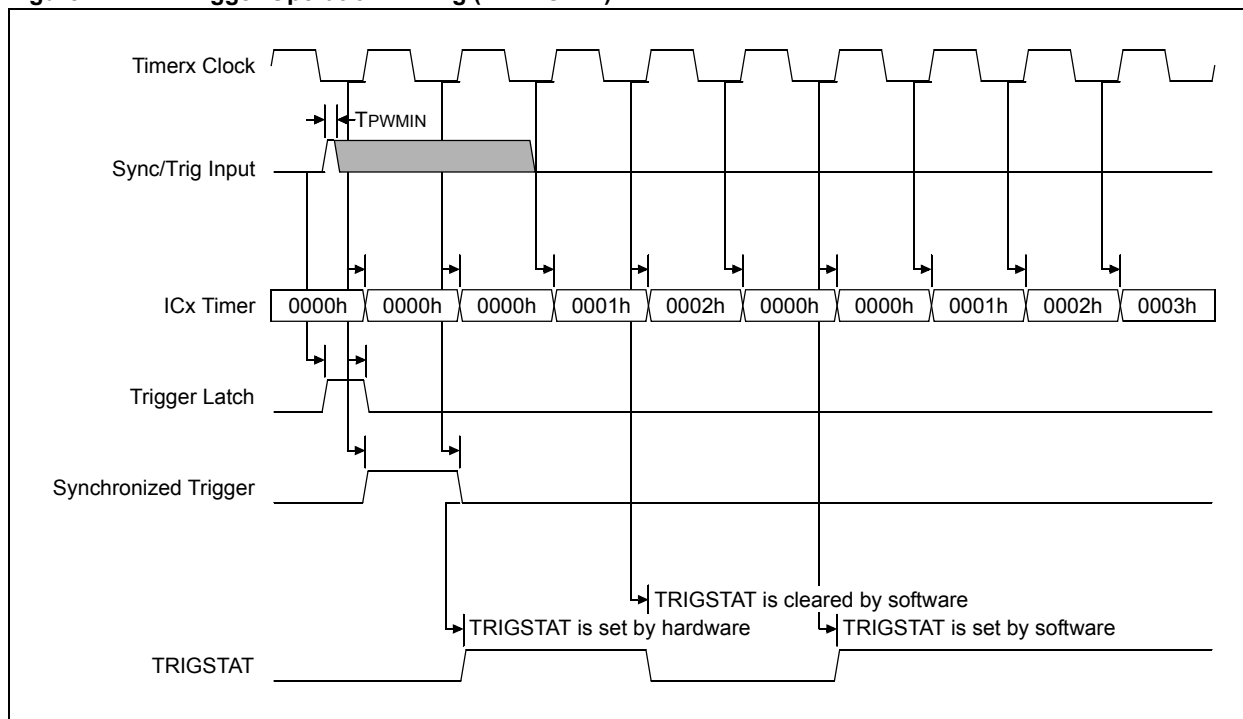 Timerx Clock
TPWMIN
Sync/Trig Input
ICx Timer
0000h 0000h 0000h 0001h 0002h 0000h 0000h 0001h 0002h 0003h
Trigger Latch
Synchronized Trigger
TRIGSTAT is cleared by software
TRIGSTAT is set by hardware
TRIGSTAT is set by software
TRIGSTAT